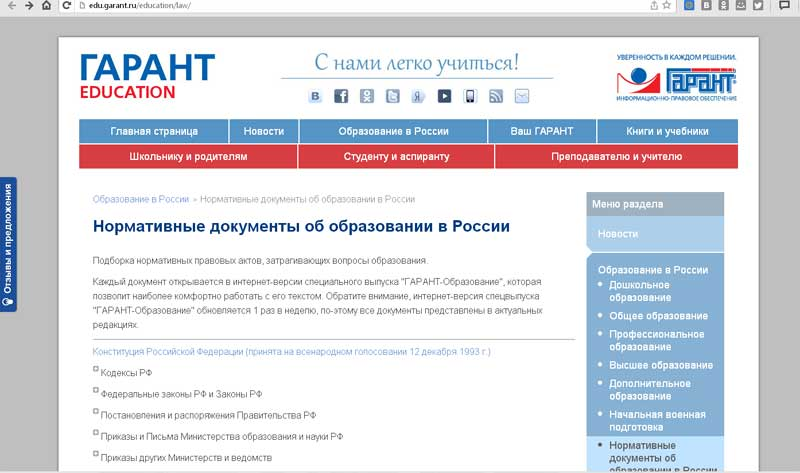 edu.garant.ru/education/law/
ГАРАНТ
EDUCATION
С нами легко учиться!
УВЕРЕННОСТЬ В КАЖДОМ РЕШЕНИИ.
ГАРАНТ
ИНФОРМАЦИОННО-ПРАВОВОЕ ОБЕСПЕЧЕНИЕ
Главная страница
Новости
Образование в России
Ваш ГАРАНТ
Книги и учебники
Школьнику и родителям
Студенту и аспиранту
Преподавателю и учителю
Отзывы и предложения
Образование в России » Нормативные документы об образовании в России
Нормативные документы об образовании в России
Подборка нормативных правовых актов, затрагивающих вопросы образования.
Каждый документ открывается в интернет-версии специального выпуска "ГАРАНТ-Образование", которая
позволит наиболее комфортно работать с его текстом. Обратите внимание, интернет-версия спецвыпуска
"ГАРАНТ-Образование" обновляется 1 раз в неделю, по-этому все документы представлены в актуальных
редакциях.
Конституция Российской Федерации (принята на всенародном голосовании 12 декабря 1993 г.)
Кодексы РФ
Федеральные законы РФ и Законы РФ
Постановления и распоряжения Правительства РФ
Приказы и Письма Министерства образования и науки РФ
Приказы других Министерств и ведомств
Меню раздела
Новости
Образование в России
Дошкольное
образование
Общее образование
Профессиональное
образование
Высшее образование
Дополнительное
образование
Начальная военная
подготовка
Нормативные
документы об
образовании в России